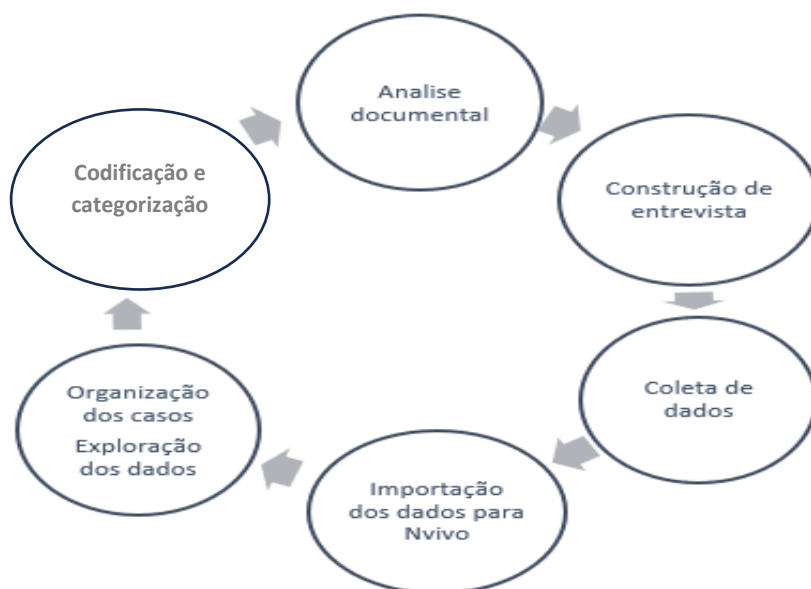 Analise
documental
Construção de
entrevista
Coleta de
dados
Importação
dos dados para
Nvivo
Organização
dos casos
Exploração
dos dados
Codificação e
categorização